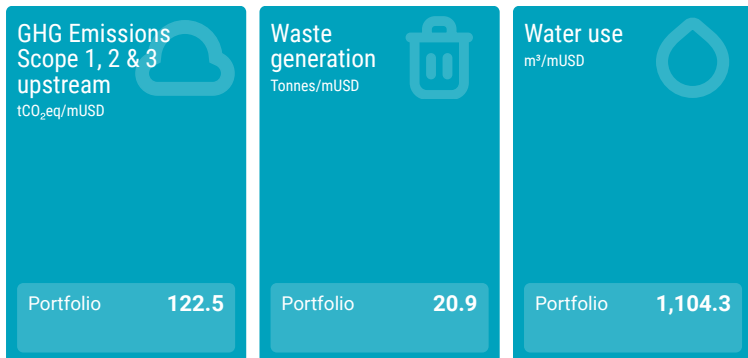 GHG Emissions
Scope 1, 2 & 3
upstream
tCO₂eq/mUSD
Portfolio 122.5
Waste
generation
Tonnes/mUSD
Portfolio 20.9
Water use
m³/mUSD
Portfolio 1,104.3